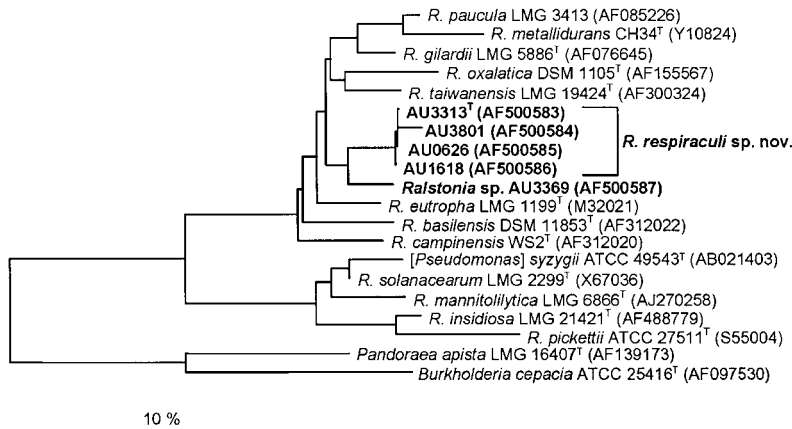 R. paucula LMG 3413 (AF085226)
R. metallidurans CH34ᵀ (Y10824)
R. gilardii LMG 5886ᵀ (AF076645)
R. oxalatica DSM 1105ᵀ (AF155567)
R. taiwanensis LMG 19424ᵀ (AF300324)
AU3313ᵀ (AF500583)
AU3801 (AF500584)
R. respiraculi sp. nov.
AU0626 (AF500585)
AU1618 (AF500586)
Ralstonia sp. AU3369 (AF500587)
R. eutropha LMG 1199ᵀ (M32021)
R. basilensis DSM 11853ᵀ (AF312022)
R. campinensis WS2ᵀ (AF312020)
[Pseudomonas] syzygii ATCC 49543ᵀ (AB021403)
R. solanacearum LMG 2299ᵀ (X67036)
R. mannitolilytica LMG 6866ᵀ (AJ270258)
R. insidiosa LMG 21421ᵀ (AF488779)
R. pickettii ATCC 27511ᵀ (S55004)
Pandoraea apista LMG 16407ᵀ (AF139173)
Burkholderia cepacia ATCC 25416ᵀ (AF097530)
10 %